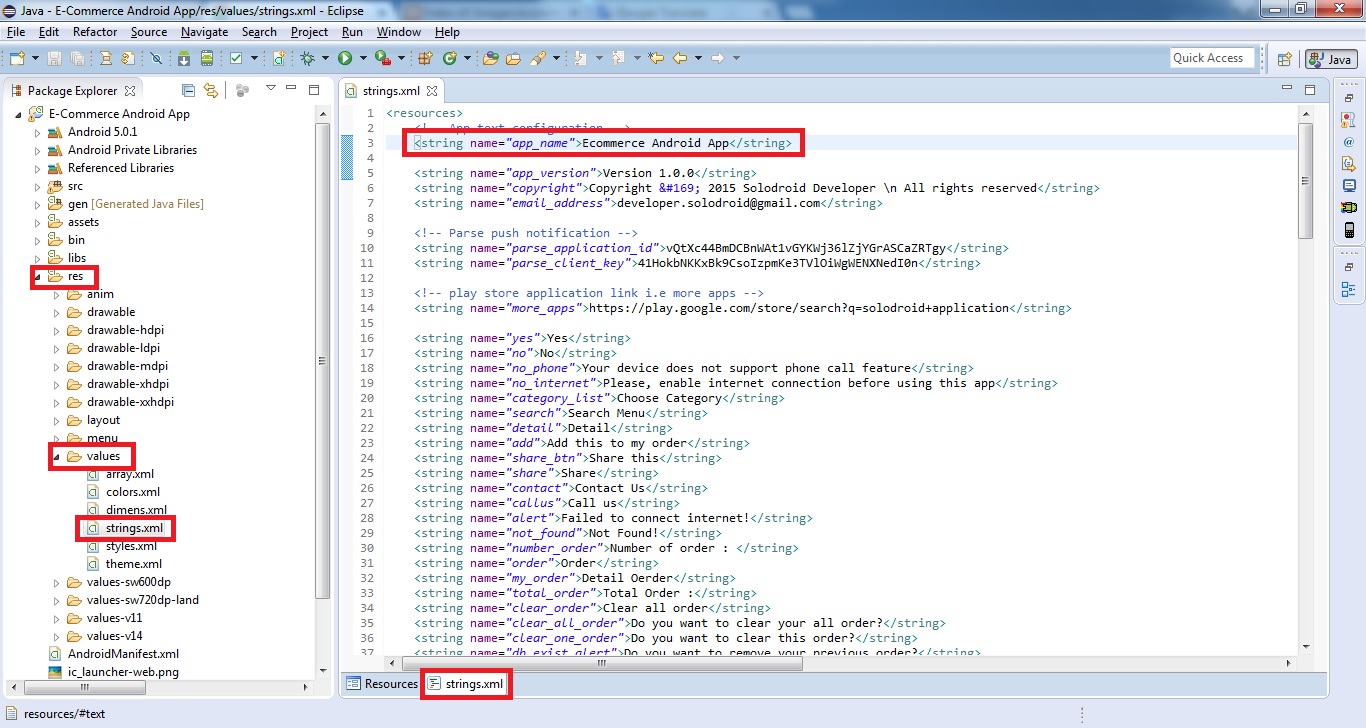 Java - E-Commerce Android App/res/values/strings.xml - Eclipse
File Edit Refactor Source Navigate Search Project Run Window Help
Quick Access
Java
Package Explorer
E-Commerce Android App
Android 5.0.1
Android Private Libraries
Referenced Libraries
src
gen [Generated Java Files]
assets
bin
libs
res
anim
drawable
drawable-hdpi
drawable-ldpi
drawable-mdpi
drawable-xhdpi
drawable-xxhdpi
layout
menu
values
array.xml
colors.xml
dimens.xml
strings.xml
styles.xml
theme.xml
values-sw600dp
values-sw720dp-land
values-v11
values-v14
AndroidManifest.xml
ic_launcher-web.png
strings.xml
1 <resources>
2 <!-- App text configuration -->
3 <string name="app_name">Ecommerce Android App</string>
4
5 <string name="app_version">Version 1.0.0</string>
6 <string name="copyright">Copyright &#169; 2015 Solodroid Developer \n All rights reserved</string>
7 <string name="email_address">developer.solodroid@gmail.com</string>
8
9 <!-- Parse push notification -->
10 <string name="parse_application_id">vQtXc44BmDCBnWAt1vGYKWj36lZjYGrASCaZRTgy</string>
11 <string name="parse_client_key">41HokbNKKxBk9CsoIzpmKe3TVlOiWgWENXNedI0n</string>
12
13 <!-- play store application link i.e more apps -->
14 <string name="more_apps">https://play.google.com/store/search?q=solodroid+application</string>
15
16 <string name="yes">Yes</string>
17 <string name="no">No</string>
18 <string name="no_phone">Your device does not support phone call feature</string>
19 <string name="no_internet">Please, enable internet connection before using this app</string>
20 <string name="category_list">Choose Category</string>
21 <string name="search">Search Menu</string>
22 <string name="detail">Detail</string>
23 <string name="add">Add this to my order</string>
24 <string name="share_btn">Share this</string>
25 <string name="share">Share</string>
26 <string name="contact">Contact Us</string>
27 <string name="callus">Call us</string>
28 <string name="alert">Failed to connect internet!</string>
29 <string name="not_found">Not Found!</string>
30 <string name="number_order">Number of order : </string>
31 <string name="order">Order</string>
32 <string name="my_order">Detail Oerder</string>
33 <string name="total_order">Total Order :</string>
34 <string name="clear_order">Clear all order</string>
35 <string name="clear_all_order">Do you want to clear your all order?</string>
36 <string name="clear_one_order">Do you want to clear this order?</string>
37 <string name="db_exist_alert">Do you want to remove your previous order?</string>
Resources
strings.xml
resources/#text